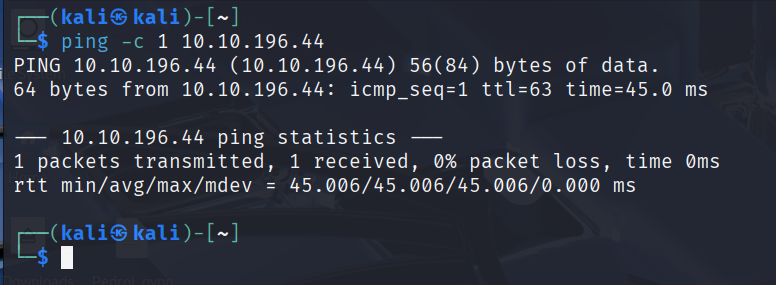 ┌──(kali㉿kali)-[~]
└─$ ping -c 1 10.10.196.44
PING 10.10.196.44 (10.10.196.44) 56(84) bytes of data.
64 bytes from 10.10.196.44: icmp_seq=1 ttl=63 time=45.0 ms
--- 10.10.196.44 ping statistics ---
1 packets transmitted, 1 received, 0% packet loss, time 0ms
rtt min/avg/max/mdev = 45.006/45.006/45.006/0.000 ms
┌──(kali㉿kali)-[~]
└─$